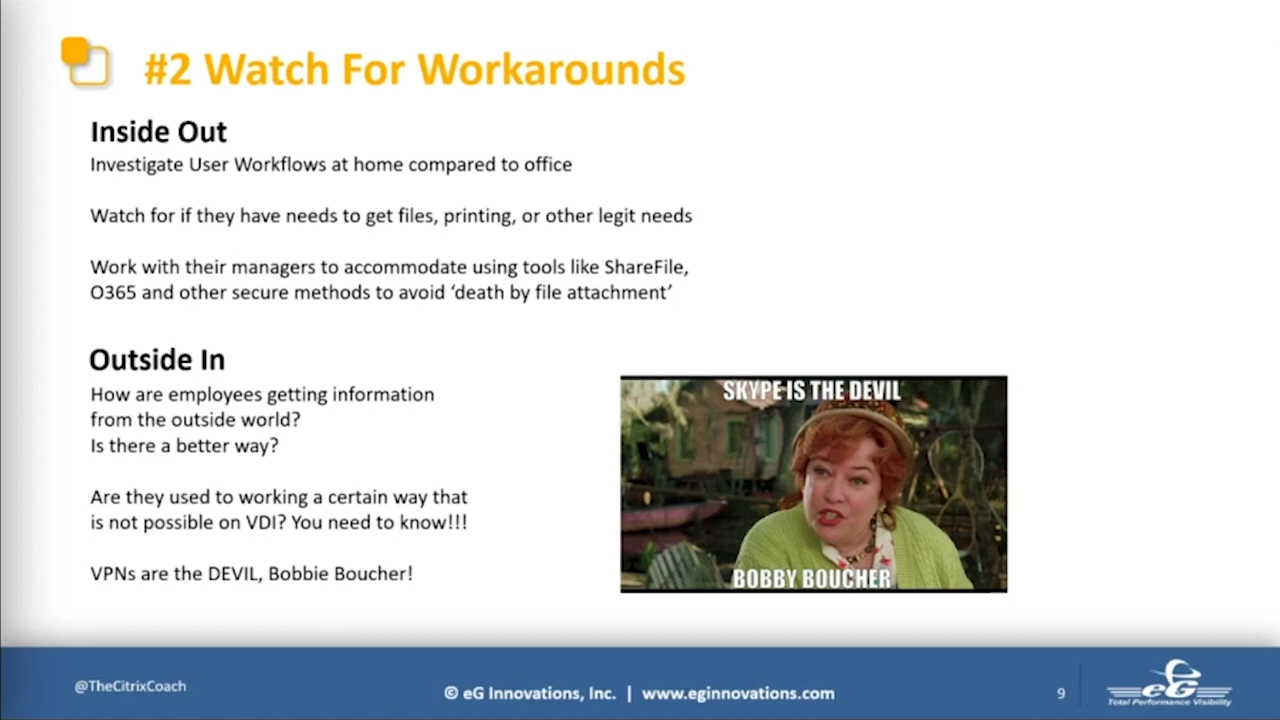 #2 Watch For Workarounds
Inside Out
Investigate User Workflows at home compared to office
Watch for if they have needs to get files, printing, or other legit needs
Work with their managers to accommodate using tools like ShareFile,
O365 and other secure methods to avoid ‘death by file attachment’
Outside In
How are employees getting information
from the outside world?
Is there a better way?
Are they used to working a certain way that
is not possible on VDI? You need to know!!!
VPNs are the DEVIL, Bobbie Boucher!
SKYPE IS THE DEVIL
BOBBY BOUCHER
@TheCitrixCoach
© eG Innovations, Inc. | www.eginnovations.com
9
eG
Total Performance Visibility